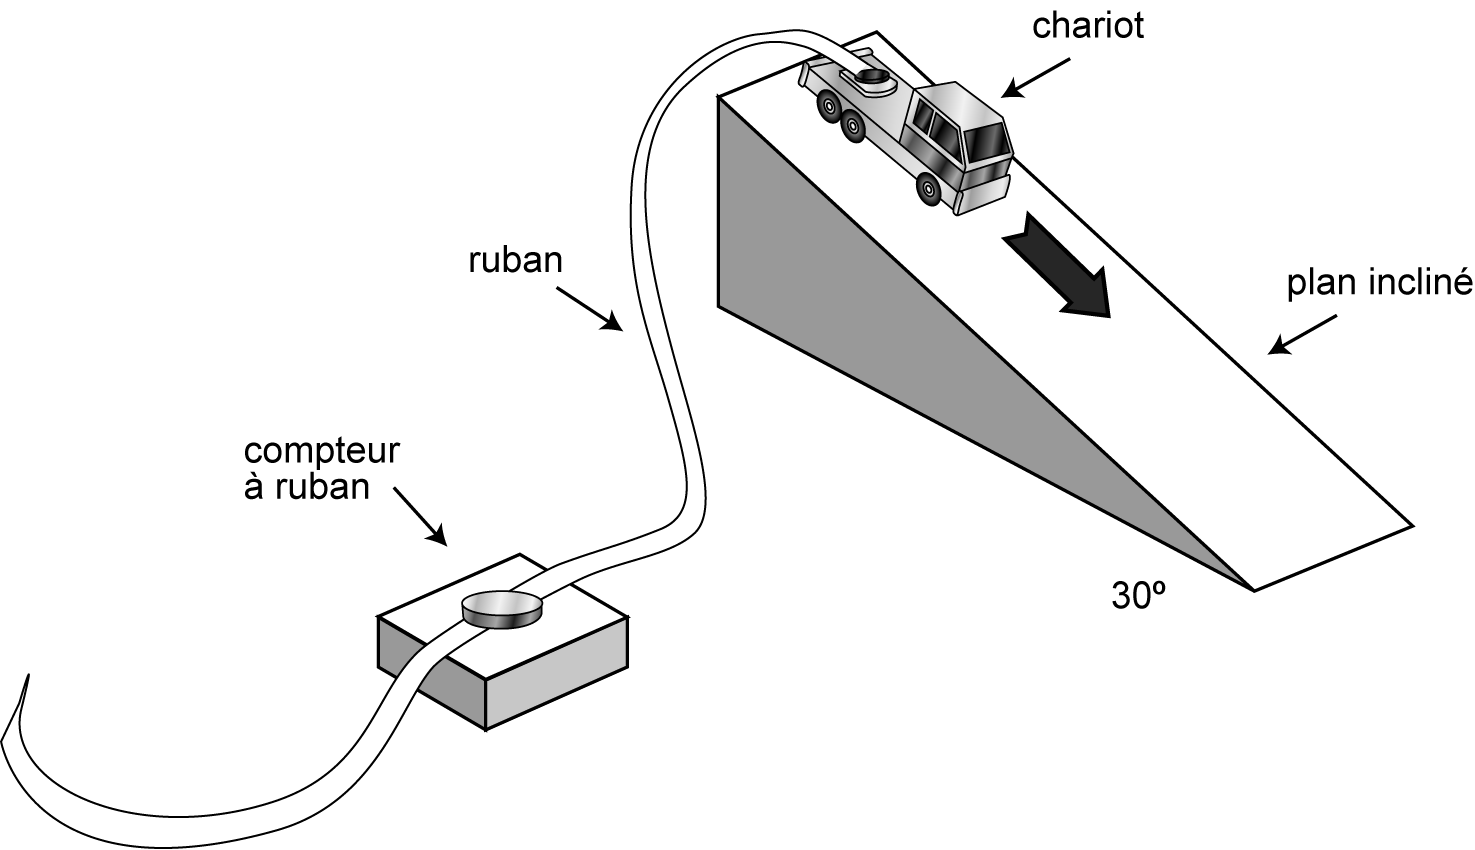 chariot
ruban
plan incliné
compteur
à ruban
30º